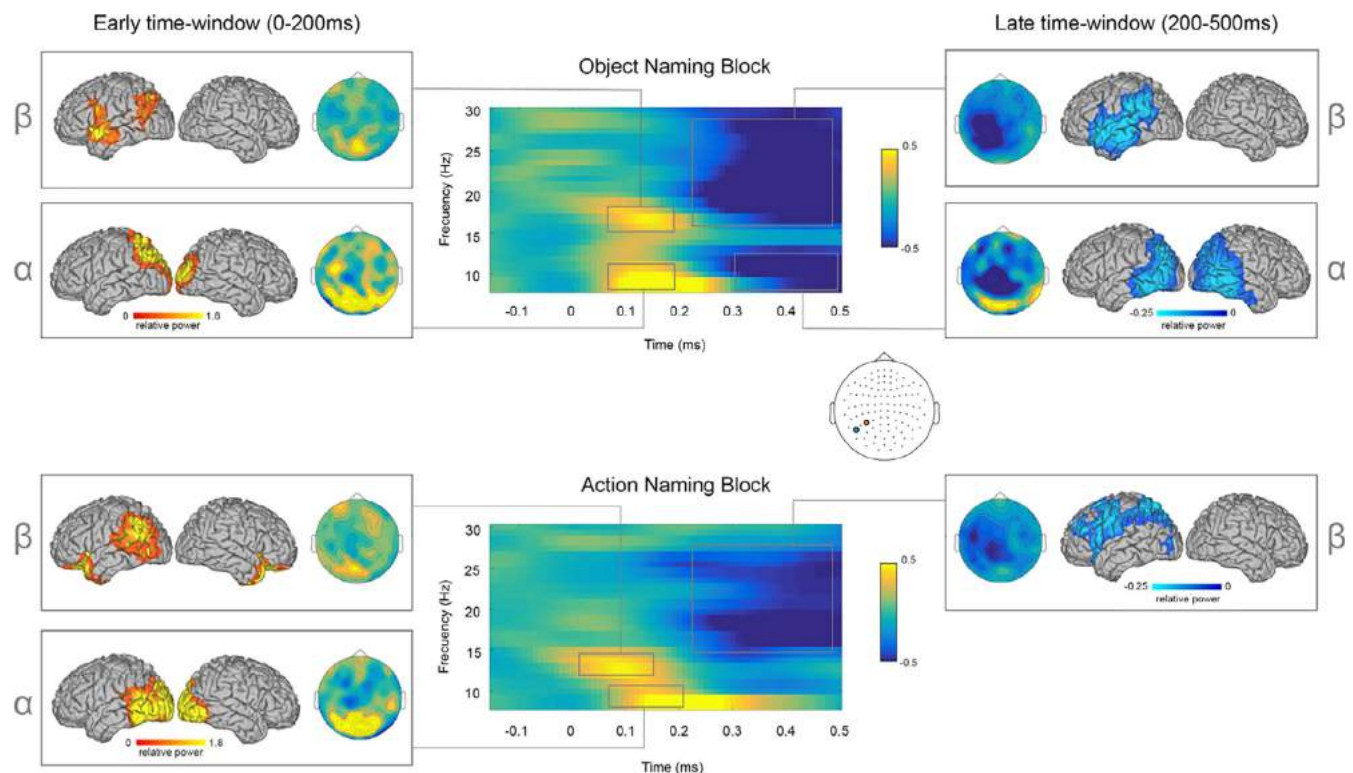 Early time-window (0-200ms)
Late time-window (200-500ms)
Object Naming Block
β
β
α
α
0 1.8
relative power
-0.25 0
relative power
Frecuency (Hz)
30
25
20
15
10
-0.1 0 0.1 0.2 0.3 0.4 0.5
Time (ms)
0.5
-0.5
Action Naming Block
β
β
α
-0.25 0
relative power
0 1.8
relative power
Frecuency (Hz)
30
25
20
15
10
-0.1 0 0.1 0.2 0.3 0.4 0.5
Time (ms)
0.5
-0.5